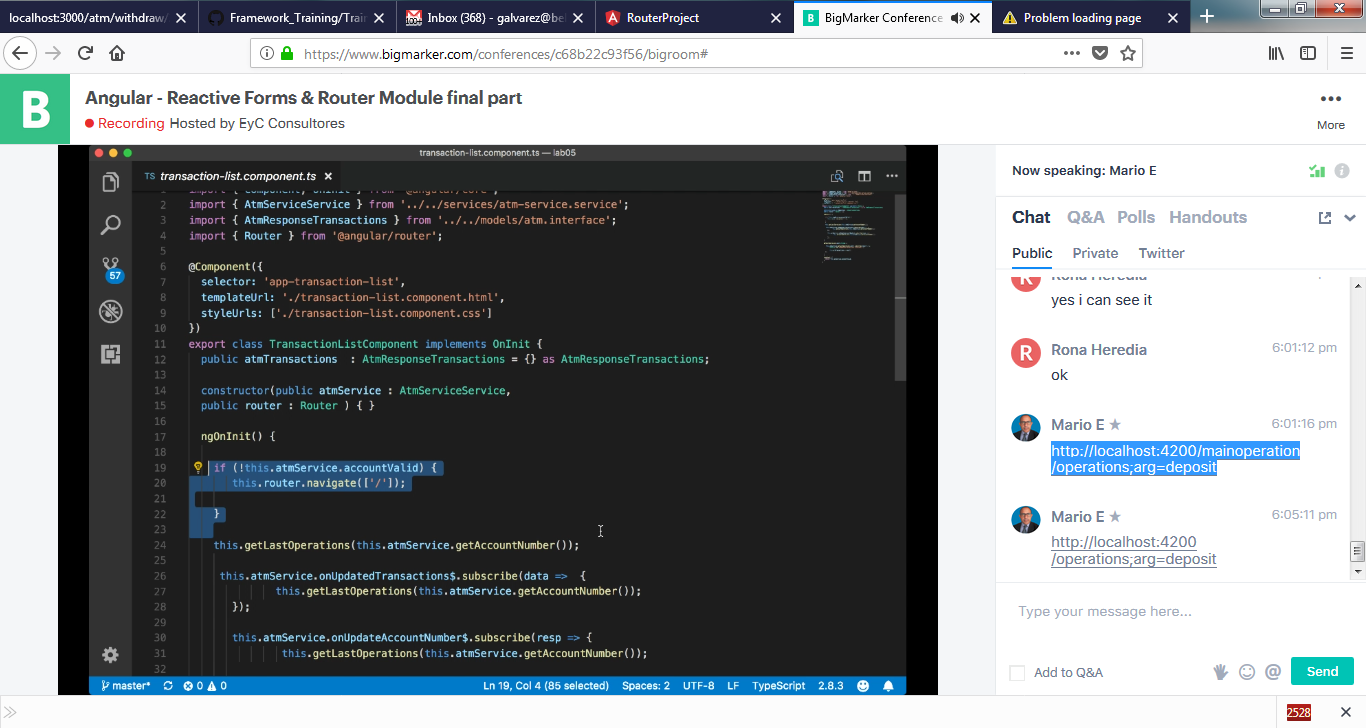 localhost:3000/atm/withdraw/
Framework_Training/Trai
Inbox (368) - galvarez@be
RouterProject
BigMarker Conference
Problem loading page
https://www.bigmarker.com/conferences/c68b22c93f56/bigroom#
B
Angular - Reactive Forms & Router Module final part
Recording Hosted by EyC Consultores
More
transaction-list.component.ts — lab05
TS transaction-list.component.ts
2 import { AtmServiceService } from '../../services/atm-service.service';
3 import { AtmResponseTransactions } from '../../models/atm.interface';
4 import { Router } from '@angular/router';
5
6 @Component({
7 selector: 'app-transaction-list',
8 templateUrl: './transaction-list.component.html',
9 styleUrls: ['./transaction-list.component.css']
10 })
11 export class TransactionListComponent implements OnInit {
12 public atmTransactions : AtmResponseTransactions = {} as AtmResponseTransactions;
13
14 constructor(public atmService : AtmServiceService,
15 public router : Router ) { }
16
17 ngOnInit() {
18
19 if (!this.atmService.accountValid) {
20 this.router.navigate(['/']);
21
22 }
23
24 this.getLastOperations(this.atmService.getAccountNumber());
25
26 this.atmService.onUpdatedTransactions$.subscribe(data => {
27 this.getLastOperations(this.atmService.getAccountNumber());
28 });
29
30 this.atmService.onUpdateAccountNumber$.subscribe(resp => {
31 this.getLastOperations(this.atmService.getAccountNumber());
32
57
master* 0 0 Ln 19, Col 4 (85 selected) Spaces: 2 UTF-8 LF TypeScript 2.8.3
Now speaking: Mario E
Chat Q&A Polls Handouts
Public Private Twitter
Rona Heredia
yes i can see it
R
Rona Heredia 6:01:12 pm
ok
Mario E 6:01:16 pm
http://localhost:4200/mainoperation
/operations;arg=deposit
Mario E 6:05:11 pm
http://localhost:4200
/operations;arg=deposit
Type your message here...
Add to Q&A
Send
2528